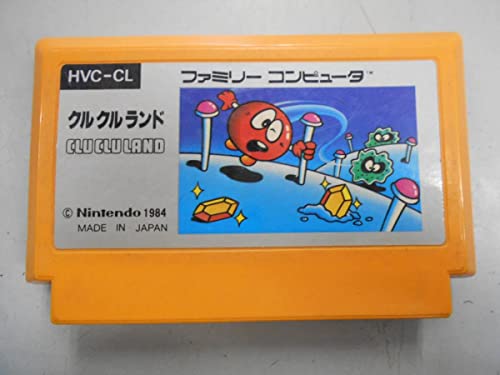 HVC-CL
ファミリー コンピュータ™
クルクルランド
CLU CLU LAND
© Nintendo 1984
MADE IN JAPAN